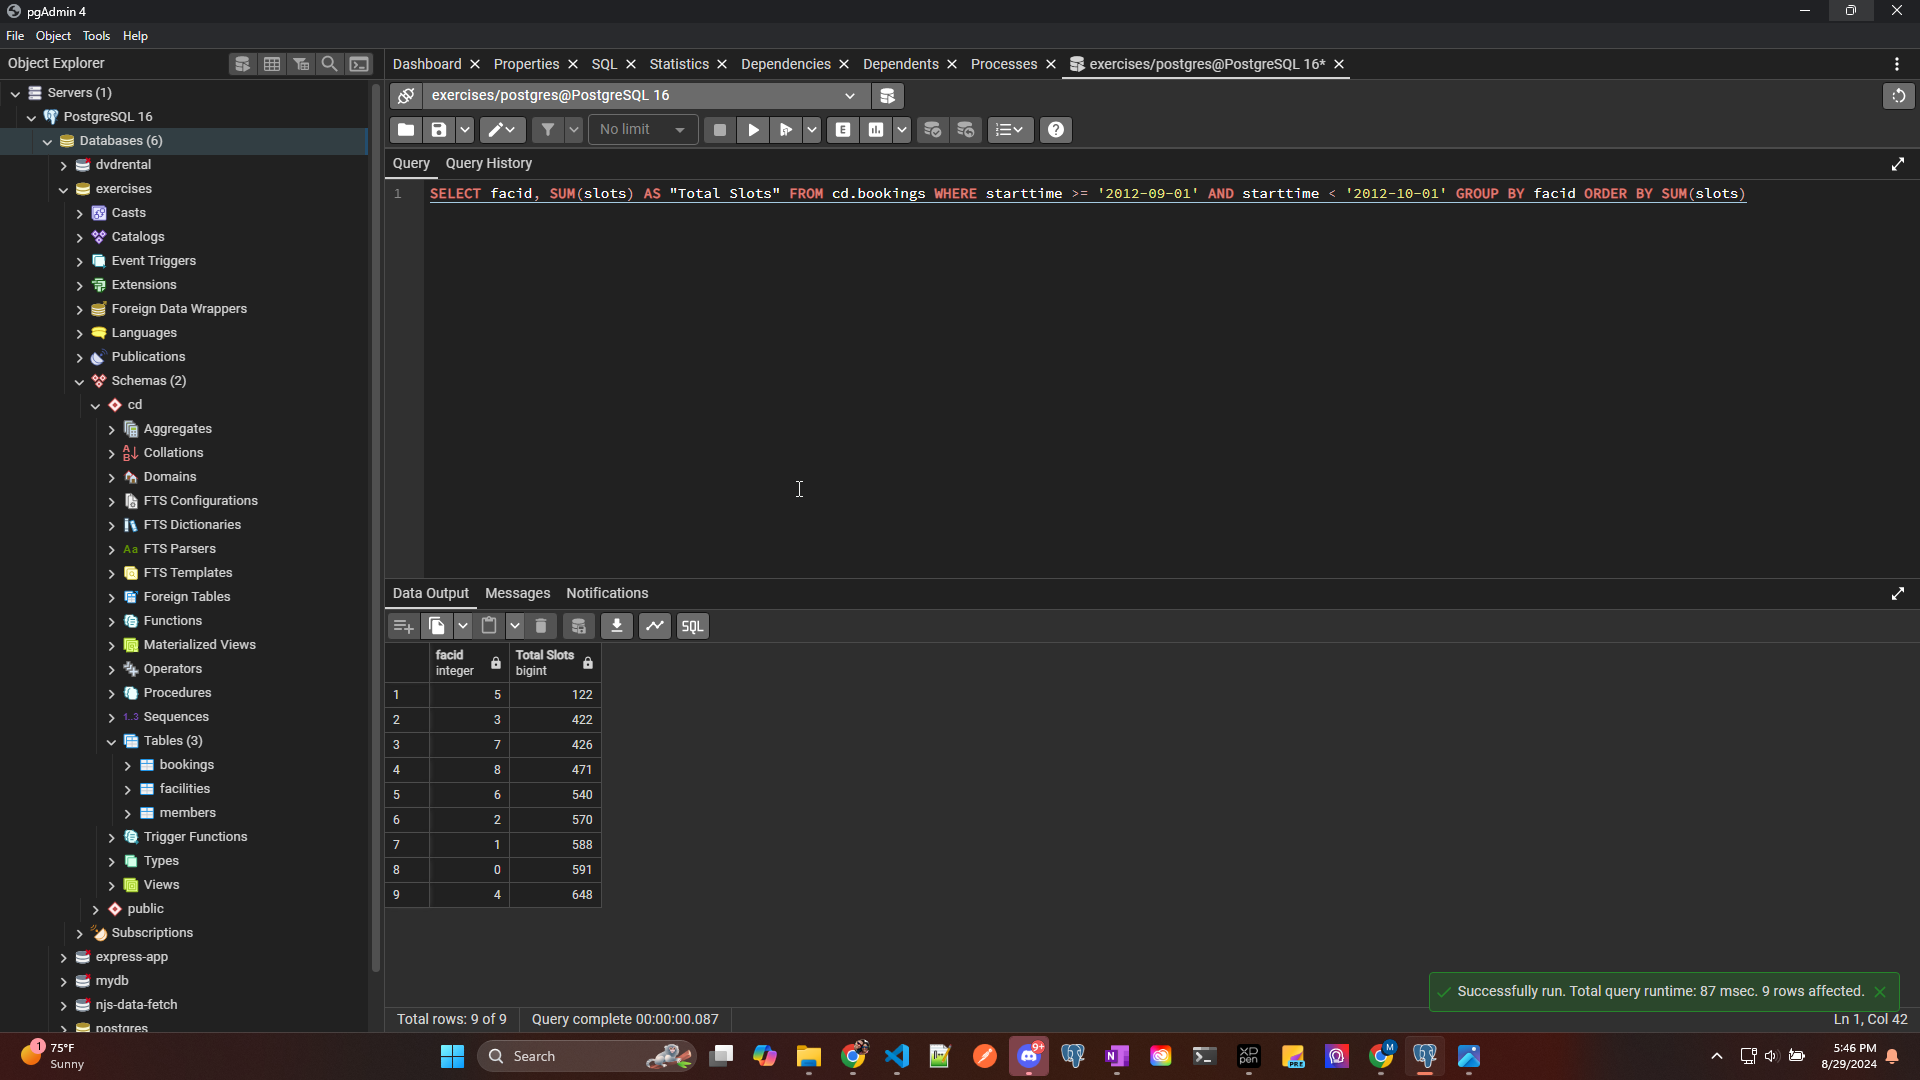 pgAdmin 4
File Object Tools Help
Object Explorer
Dashboard Properties SQL Statistics Dependencies Dependents Processes exercises/postgres@PostgreSQL 16*
Servers (1)
PostgreSQL 16
Databases (6)
dvdrental
exercises
Casts
Catalogs
Event Triggers
Extensions
Foreign Data Wrappers
Languages
Publications
Schemas (2)
cd
Aggregates
Collations
Domains
FTS Configurations
FTS Dictionaries
Aa FTS Parsers
FTS Templates
Foreign Tables
Functions
Materialized Views
Operators
Procedures
1..3 Sequences
Tables (3)
bookings
facilities
members
Trigger Functions
Types
Views
public
Subscriptions
express-app
mydb
njs-data-fetch
postgres
exercises/postgres@PostgreSQL 16
No limit
E
Query Query History
1 SELECT facid, SUM(slots) AS "Total Slots" FROM cd.bookings WHERE starttime >= '2012-09-01' AND starttime < '2012-10-01' GROUP BY facid ORDER BY SUM(slots)
Data Output Messages Notifications
SQL
facid integer Total Slots bigint
1 5 122
2 3 422
3 7 426
4 8 471
5 6 540
6 2 570
7 1 588
8 0 591
9 4 648
Successfully run. Total query runtime: 87 msec. 9 rows affected.
Total rows: 9 of 9 Query complete 00:00:00.087 Ln 1, Col 42
1
75°F
Sunny
Search
9+
XP
PEN
PRE
M
5:46 PM
8/29/2024